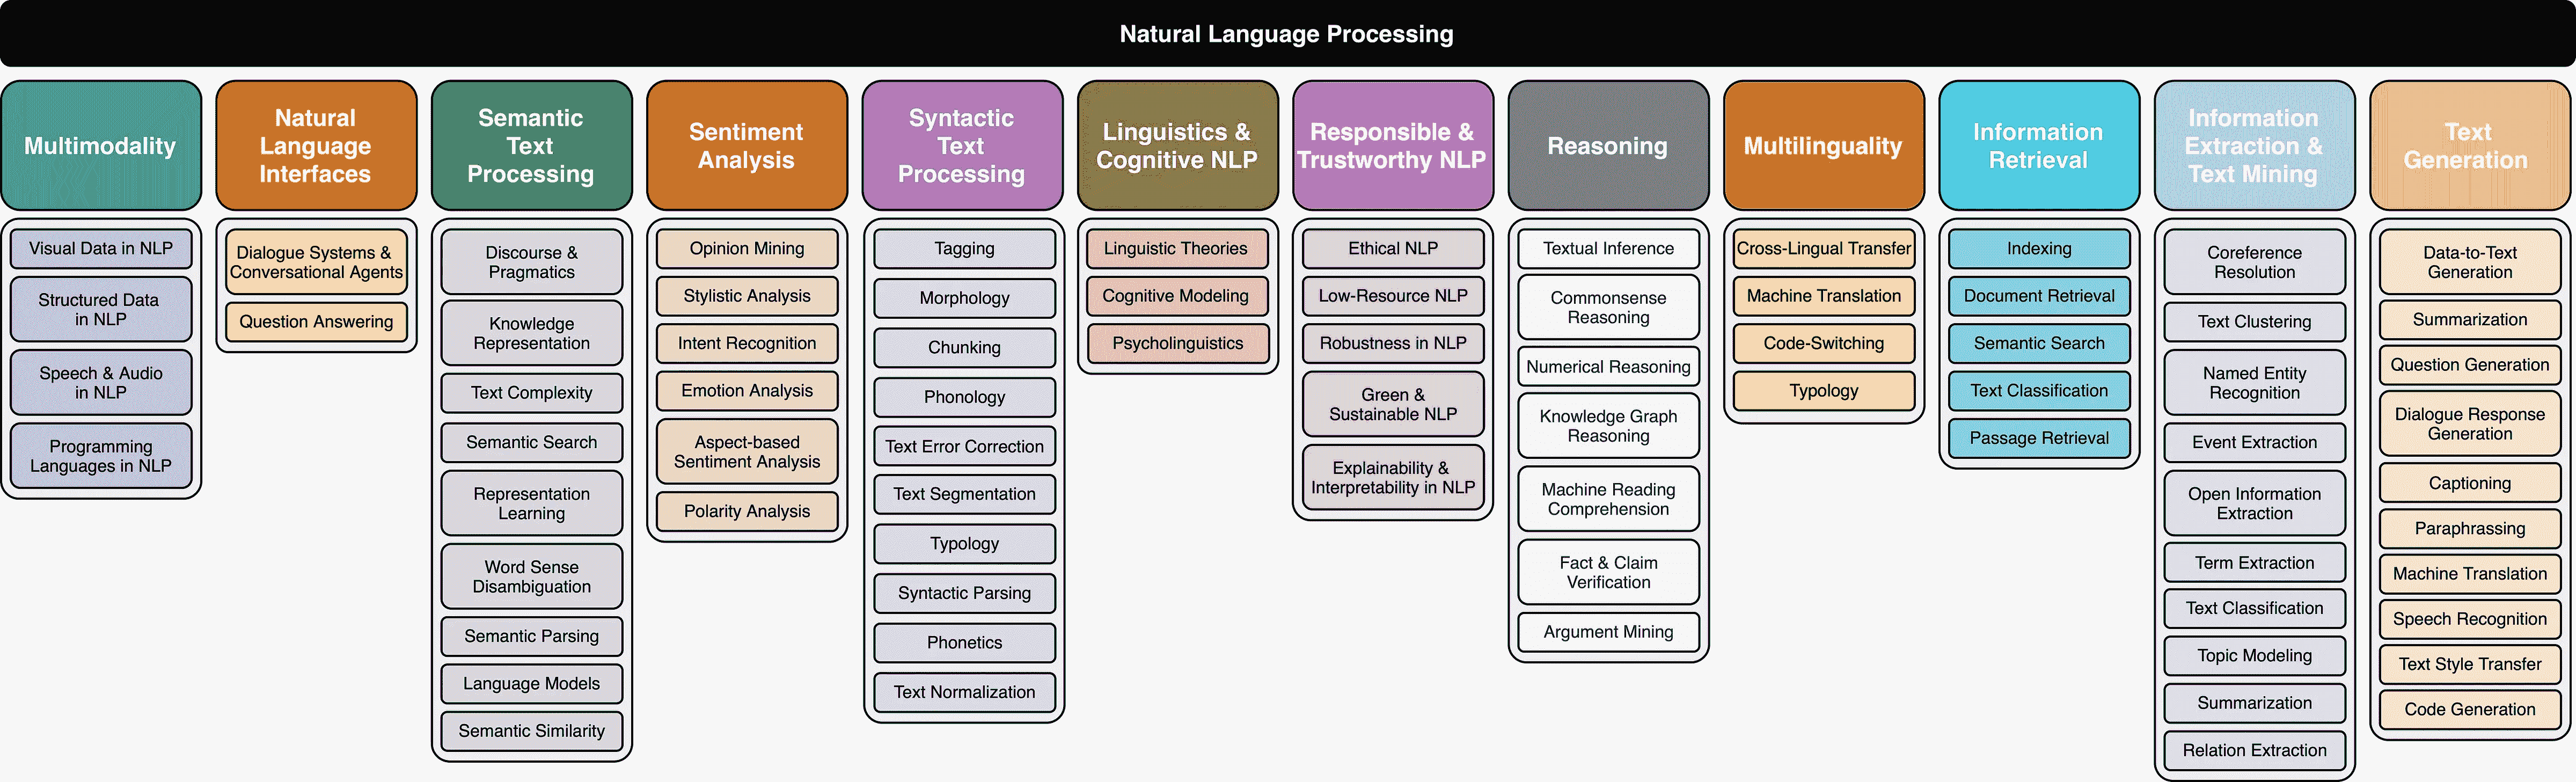 Natural Language Processing
Multimodality
Visual Data in NLP
Structured Data
in NLP
Speech & Audio
in NLP
Programming
Languages in NLP
Natural
Language
Interfaces
Dialogue Systems &
Conversational Agents
Question Answering
Semantic
Text
Processing
Discourse &
Pragmatics
Knowledge
Representation
Text Complexity
Semantic Search
Representation
Learning
Word Sense
Disambiguation
Semantic Parsing
Language Models
Semantic Similarity
Sentiment
Analysis
Opinion Mining
Stylistic Analysis
Intent Recognition
Emotion Analysis
Aspect-based
Sentiment Analysis
Polarity Analysis
Syntactic
Text
Processing
Tagging
Morphology
Chunking
Phonology
Text Error Correction
Text Segmentation
Typology
Syntactic Parsing
Phonetics
Text Normalization
Linguistics &
Cognitive NLP
Linguistic Theories
Cognitive Modeling
Psycholinguistics
Responsible &
Trustworthy NLP
Ethical NLP
Low-Resource NLP
Robustness in NLP
Green &
Sustainable NLP
Explainability &
Interpretability in NLP
Reasoning
Textual Inference
Commonsense
Reasoning
Numerical Reasoning
Knowledge Graph
Reasoning
Machine Reading
Comprehension
Fact & Claim
Verification
Argument Mining
Multilinguality
Cross-Lingual Transfer
Machine Translation
Code-Switching
Typology
Information
Retrieval
Indexing
Document Retrieval
Semantic Search
Text Classification
Passage Retrieval
Information
Extraction &
Text Mining
Coreference
Resolution
Text Clustering
Named Entity
Recognition
Event Extraction
Open Information
Extraction
Term Extraction
Text Classification
Topic Modeling
Summarization
Relation Extraction
Text
Generation
Data-to-Text
Generation
Summarization
Question Generation
Dialogue Response
Generation
Captioning
Paraphrassing
Machine Translation
Speech Recognition
Text Style Transfer
Code Generation